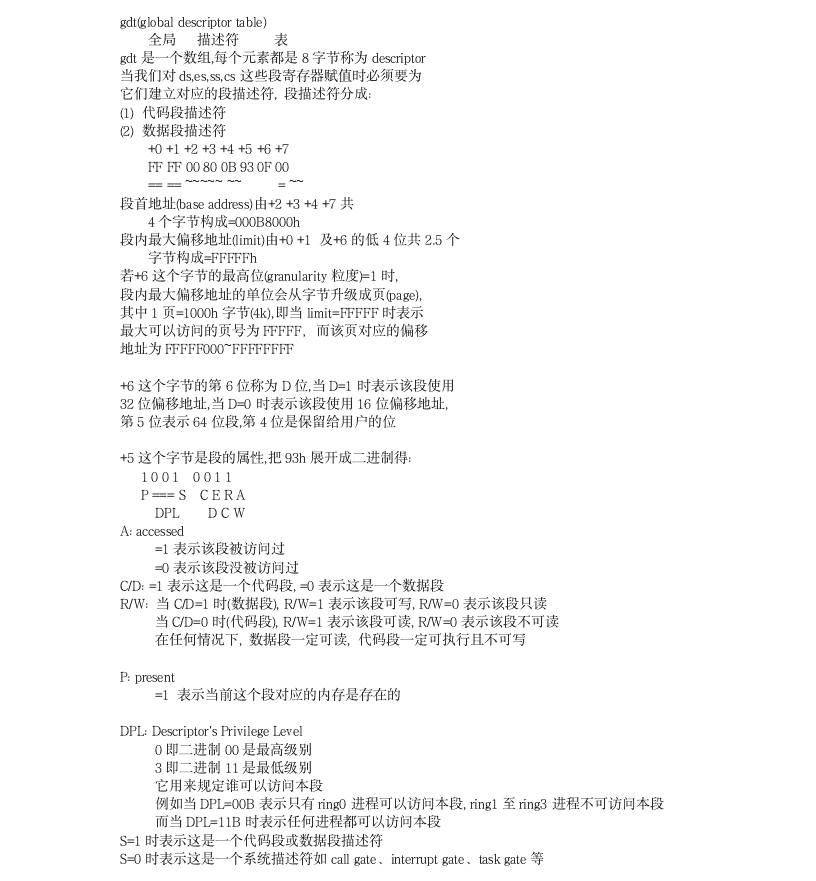 gdt(global descriptor table)
全局 描述符 表
gdt 是一个数组,每个元素都是 8 字节称为 descriptor
当我们对 ds,es,ss,cs 这些段寄存器赋值时必须要为
它们建立对应的段描述符, 段描述符分成:
(1) 代码段描述符
(2) 数据段描述符
+0 +1 +2 +3 +4 +5 +6 +7
FF FF 00 80 0B 93 0F 00
== == ~~~~~ ~~ = ~~
段首地址(base address)由+2 +3 +4 +7 共
4 个字节构成=000B8000h
段内最大偏移地址(limit)由+0 +1 及+6 的低 4 位共 2.5 个
字节构成=FFFFFh
若+6 这个字节的最高位(granularity 粒度)=1 时,
段内最大偏移地址的单位会从字节升级成页(page),
其中 1 页=1000h 字节(4k),即当 limit=FFFFF 时表示
最大可以访问的页号为 FFFFF, 而该页对应的偏移
地址为 FFFFF000~FFFFFFFF
+6 这个字节的第 6 位称为 D 位,当 D=1 时表示该段使用
32 位偏移地址,当 D=0 时表示该段使用 16 位偏移地址,
第 5 位表示 64 位段,第 4 位是保留给用户的位
+5 这个字节是段的属性,把 93h 展开成二进制得:
1 0 0 1 0 0 1 1
P === S C E R A
DPL D C W
A: accessed
=1 表示该段被访问过
=0 表示该段没被访问过
C/D: =1 表示这是一个代码段, =0 表示这是一个数据段
R/W: 当 C/D=1 时(数据段), R/W=1 表示该段可写, R/W=0 表示该段只读
当 C/D=0 时(代码段), R/W=1 表示该段可读, R/W=0 表示该段不可读
在任何情况下, 数据段一定可读, 代码段一定可执行且不可写
P: present
=1 表示当前这个段对应的内存是存在的
DPL: Descriptor's Privilege Level
0 即二进制 00 是最高级别
3 即二进制 11 是最低级别
它用来规定谁可以访问本段
例如当 DPL=00B 表示只有 ring0 进程可以访问本段, ring1 至 ring3 进程不可访问本段
而当 DPL=11B 时表示任何进程都可以访问本段
S=1 时表示这是一个代码段或数据段描述符
S=0 时表示这是一个系统描述符如 call gate、interrupt gate、task gate 等